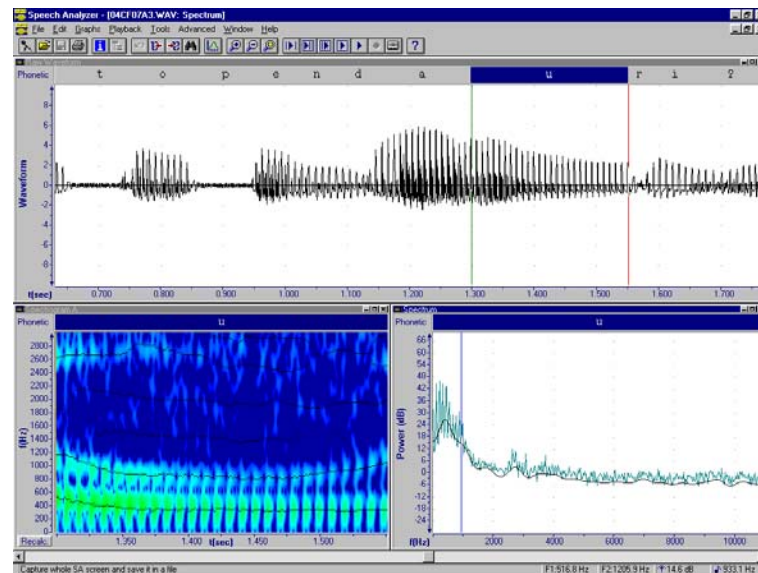 Speech Analyzer - [04CF07A3.WAV: Spectrum]
File Edit Graphs Playback Tools Advanced Window Help
Raw Waveform
Phonetic t o p e n d a u r i ʔ
Waveform
8
6
4
2
0
-2
-4
-6
-8
t(sec) 0.700 0.800 0.900 1.000 1.100 1.200 1.300 1.400 1.500 1.600 1.700
Spectrogram A
Phonetic u
f(Hz)
2800
2600
2400
2200
2000
1800
1600
1400
1200
1000
800
600
400
200
0
Recalc. 1.350 1.400 t(sec) 1.450 1.500
Spectrum
Phonetic u
Power (dB)
66
60
54
48
42
36
30
24
18
12
6
0
-6
-12
-18
-24
f(Hz) 0 2000 4000 6000 8000 10000
Capture whole SA screen and save it in a file F1:516.8 Hz F2:1205.9 Hz 14.6 dB 933.1 Hz